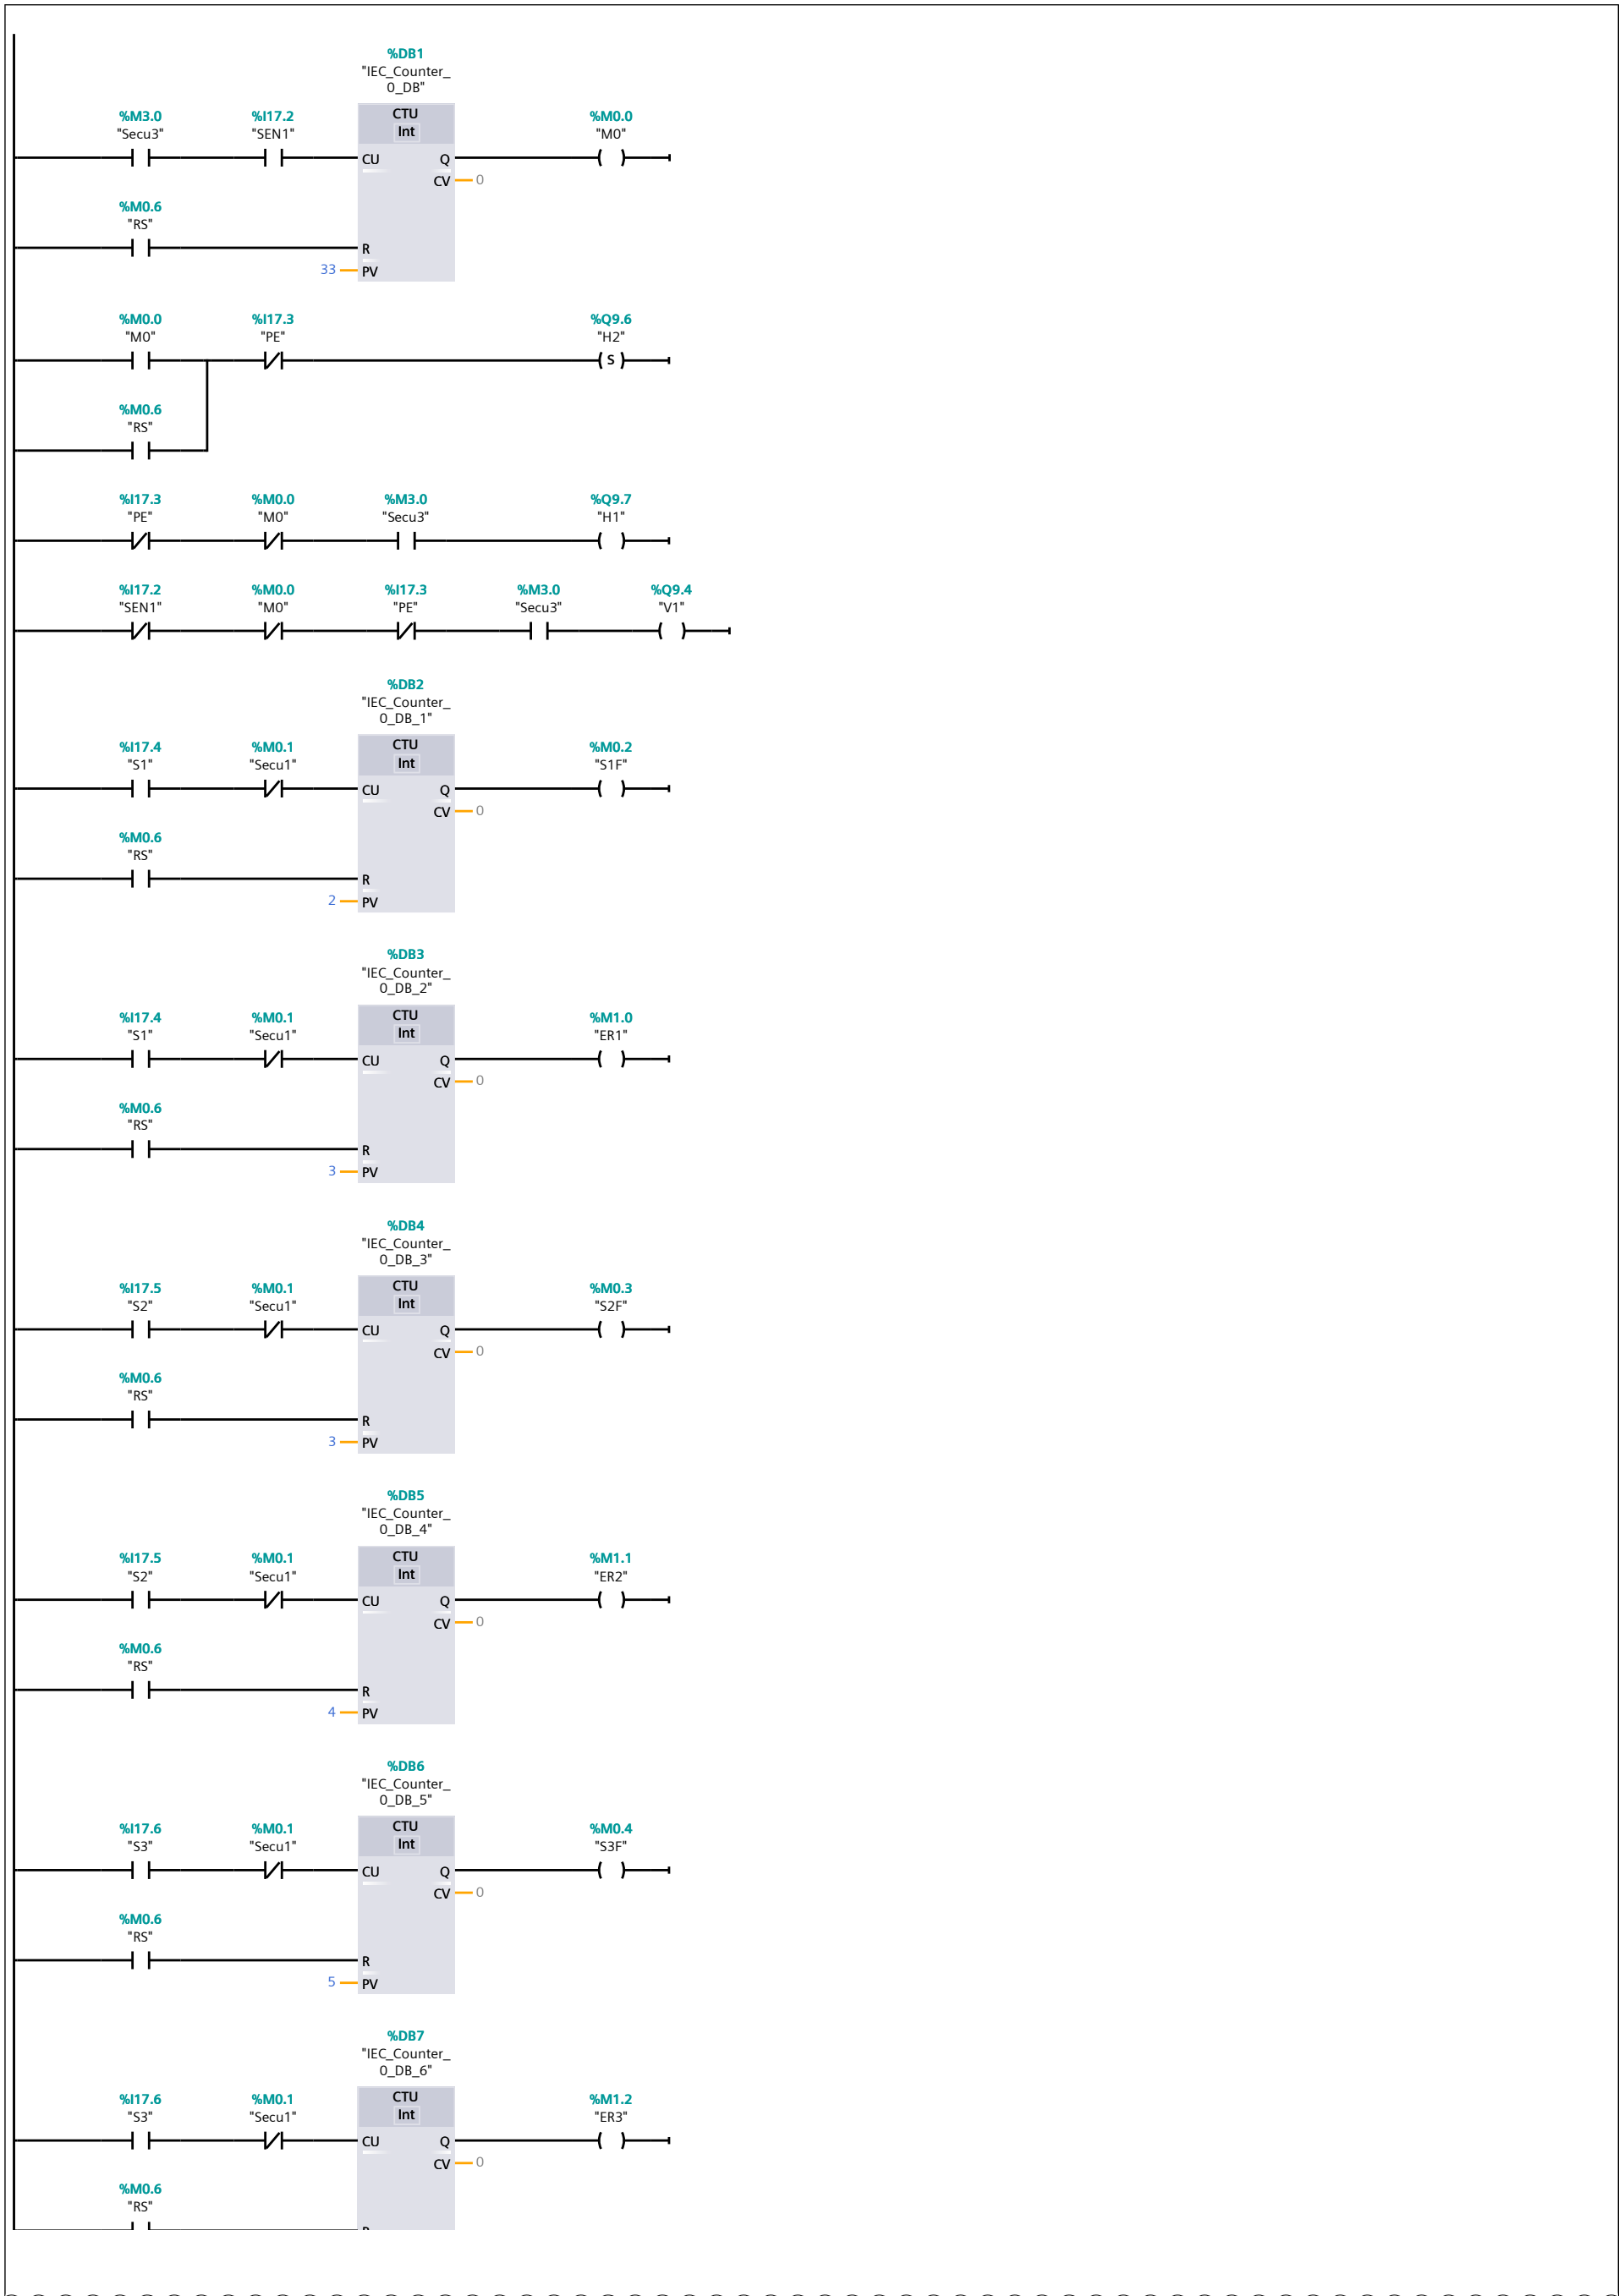 %DB1
"IEC_Counter_
0_DB"
%M3.0 %I17.2 CTU %M0.0
"Secu3" "SEN1" Int "M0"
CU Q
CV 0
%M0.6
"RS"
R
33 PV
%M0.0 %I17.3 %Q9.6
"M0" "PE" "H2"
S
%M0.6
"RS"
%I17.3 %M0.0 %M3.0 %Q9.7
"PE" "M0" "Secu3" "H1"
%I17.2 %M0.0 %I17.3 %M3.0 %Q9.4
"SEN1" "M0" "PE" "Secu3" "V1"
%DB2
"IEC_Counter_
0_DB_1"
%I17.4 %M0.1 CTU %M0.2
"S1" "Secu1" Int "S1F"
CU Q
CV 0
%M0.6
"RS"
R
2 PV
%DB3
"IEC_Counter_
0_DB_2"
%I17.4 %M0.1 CTU %M1.0
"S1" "Secu1" Int "ER1"
CU Q
CV 0
%M0.6
"RS"
R
3 PV
%DB4
"IEC_Counter_
0_DB_3"
%I17.5 %M0.1 CTU %M0.3
"S2" "Secu1" Int "S2F"
CU Q
CV 0
%M0.6
"RS"
R
3 PV
%DB5
"IEC_Counter_
0_DB_4"
%I17.5 %M0.1 CTU %M1.1
"S2" "Secu1" Int "ER2"
CU Q
CV 0
%M0.6
"RS"
R
4 PV
%DB6
"IEC_Counter_
0_DB_5"
%I17.6 %M0.1 CTU %M0.4
"S3" "Secu1" Int "S3F"
CU Q
CV 0
%M0.6
"RS"
R
5 PV
%DB7
"IEC_Counter_
0_DB_6"
%I17.6 %M0.1 CTU %M1.2
"S3" "Secu1" Int "ER3"
CU Q
CV 0
%M0.6
"RS"